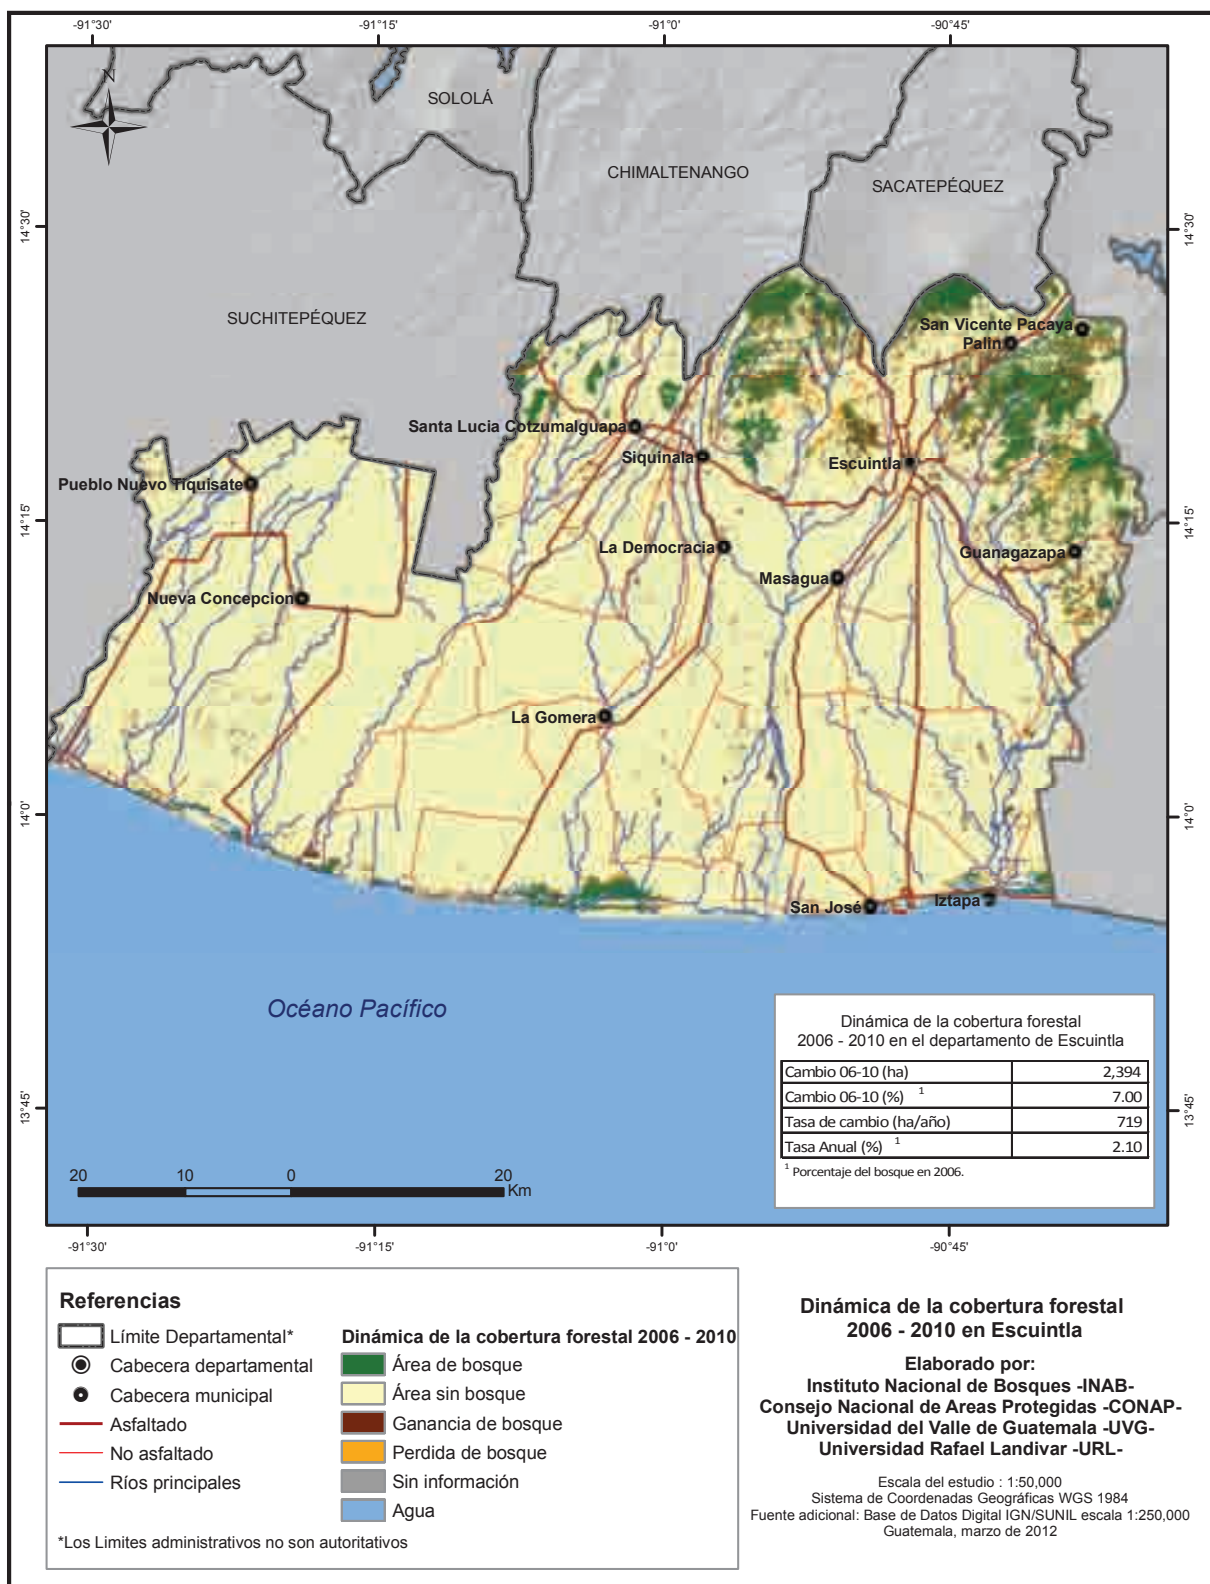 -91°30'
-91°15'
-91°0'
-90°45'
N
SOLOLÁ
CHIMALTENANGO
SACATEPÉQUEZ
14°30'
14°30'
SUCHITEPÉQUEZ
San Vicente Pacaya
Palin
Santa Lucia Cotzumalguapa
Siquinala
Escuintla
Pueblo Nuevo Tiquisate
14°15'
14°15'
La Democracia
Guanagazapa
Masagua
Nueva Concepcion
La Gomera
14°0'
14°0'
San José
Iztapa
Océano Pacífico
Dinámica de la cobertura forestal
2006 - 2010 en el departamento de Escuintla
Cambio 06-10 (ha) 2,394
Cambio 06-10 (%) 1 7.00
Tasa de cambio (ha/año) 719
Tasa Anual (%) 1 2.10
1 Porcentaje del bosque en 2006.
13°45'
13°45'
20 10 0 20
Km
-91°30'
-91°15'
-91°0'
-90°45'
Referencias
Límite Departamental*
Cabecera departamental
Cabecera municipal
Asfaltado
No asfaltado
Ríos principales
Dinámica de la cobertura forestal 2006 - 2010
Área de bosque
Área sin bosque
Ganancia de bosque
Perdida de bosque
Sin información
Agua
*Los Limites administrativos no son autoritativos
Dinámica de la cobertura forestal
2006 - 2010 en Escuintla
Elaborado por:
Instituto Nacional de Bosques -INAB-
Consejo Nacional de Areas Protegidas -CONAP-
Universidad del Valle de Guatemala -UVG-
Universidad Rafael Landivar -URL-
Escala del estudio : 1:50,000
Sistema de Coordenadas Geográficas WGS 1984
Fuente adicional: Base de Datos Digital IGN/SUNIL escala 1:250,000
Guatemala, marzo de 2012